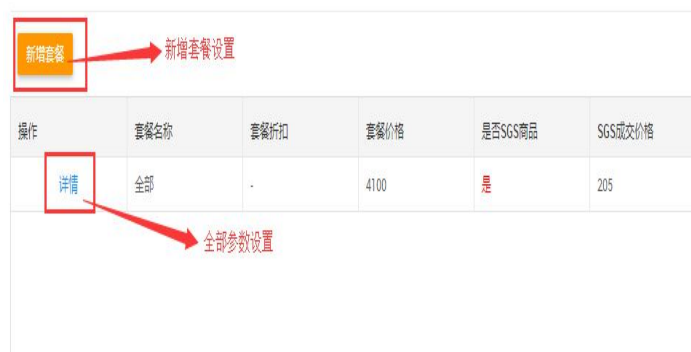 新增套餐
新增套餐设置
操作 套餐名称 套餐折扣 套餐价格 是否SGS商品 SGS成交价格
详情 全部 - 4100 是 205
全部参数设置